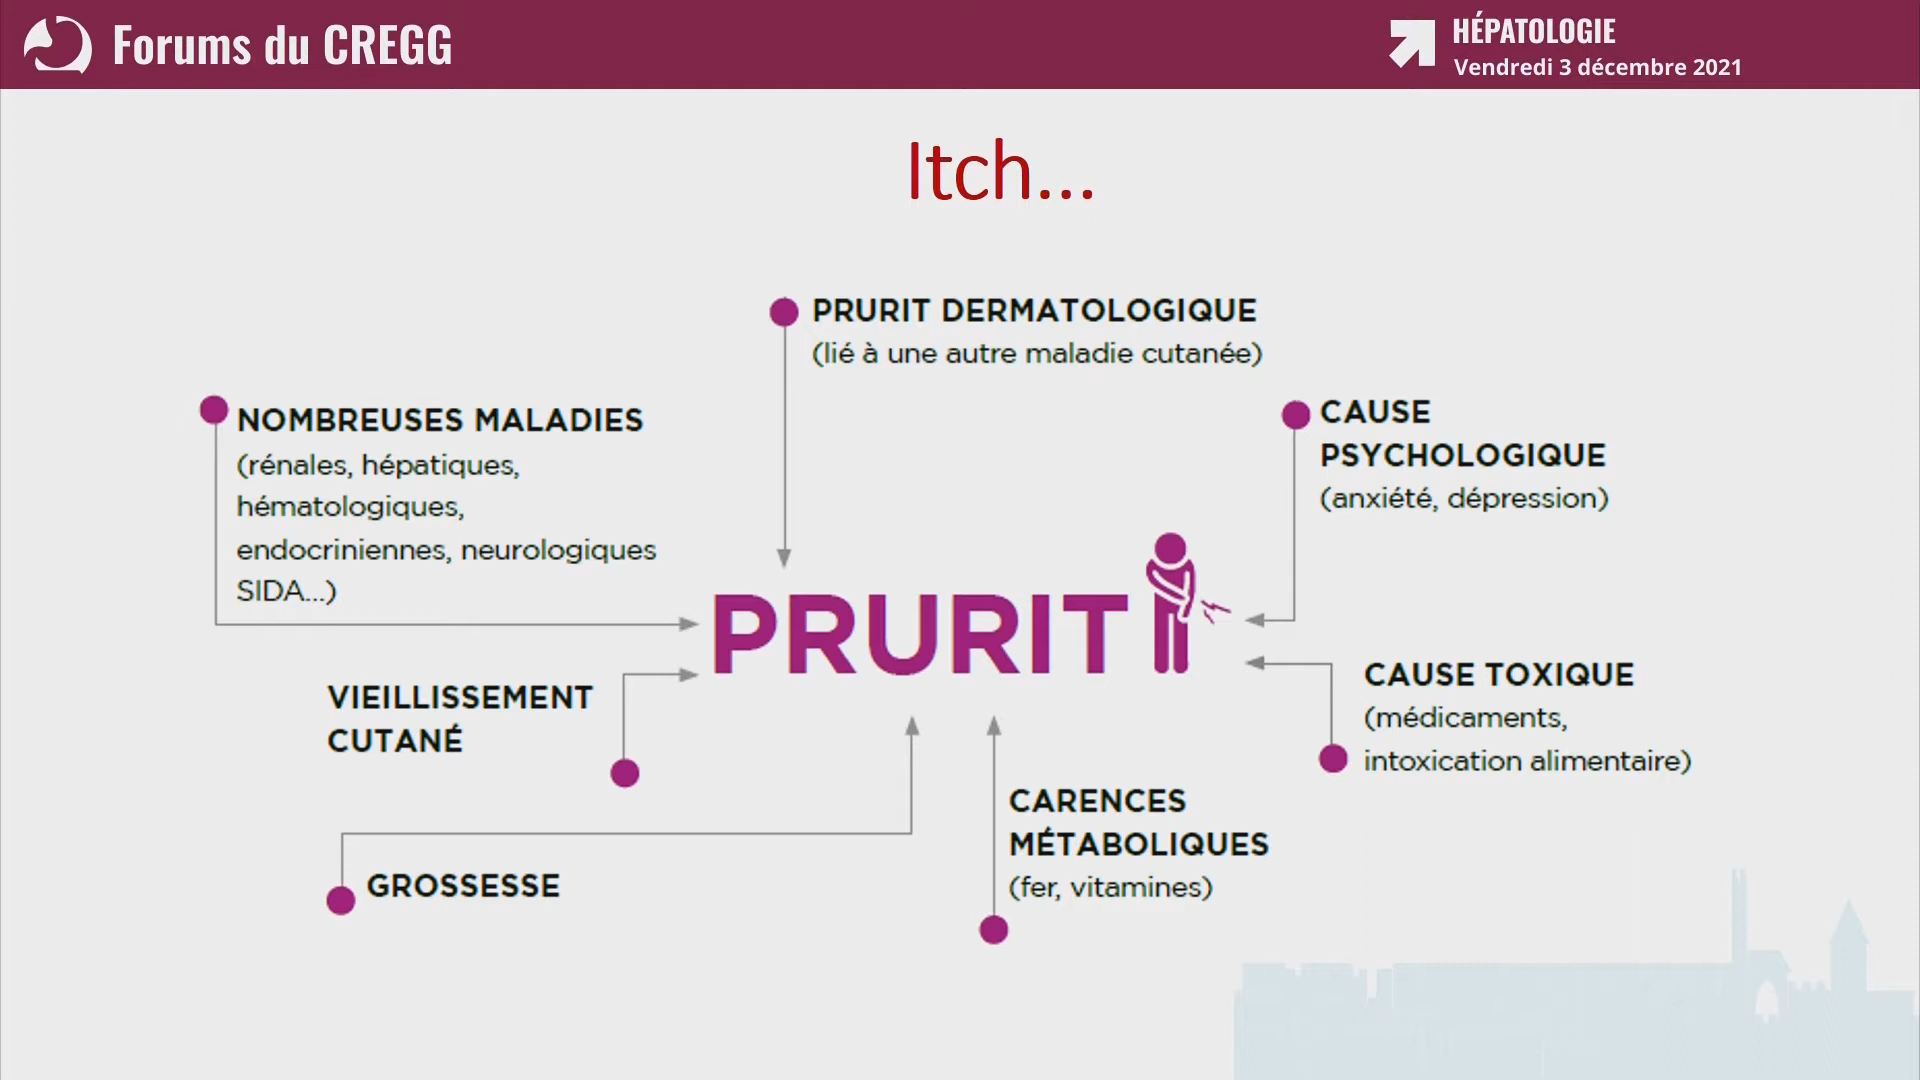 Forums du CREGG
HÉPATOLOGIE
Vendredi 3 décembre 2021
Itch...
PRURIT DERMATOLOGIQUE
(lié à une autre maladie cutanée)
NOMBREUSES MALADIES
(rénales, hépatiques,
hématologiques,
endocriniennes, neurologiques
SIDA...)
CAUSE
PSYCHOLOGIQUE
(anxiété, dépression)
PRURIT
VIEILLISSEMENT
CUTANÉ
CAUSE TOXIQUE
(médicaments,
intoxication alimentaire)
GROSSESSE
CARENCES
MÉTABOLIQUES
(fer, vitamines)